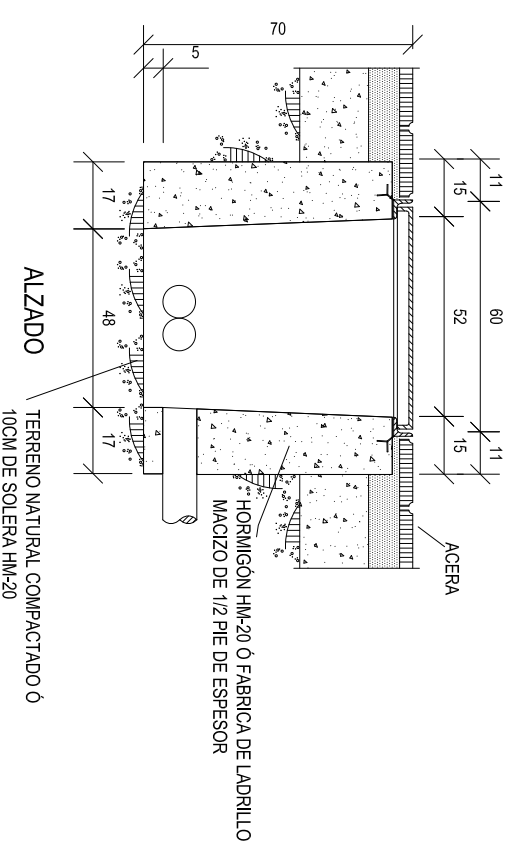 70
5
11
60
11
15
52
15
ACERA
HORMIGÓN HM-20 Ó FABRICA DE LADRILLO
MACIZO DE 1/2 PIE DE ESPESOR
17
48
17
ALZADO
TERRENO NATURAL COMPACTADO Ó
10CM DE SOLERA HM-20